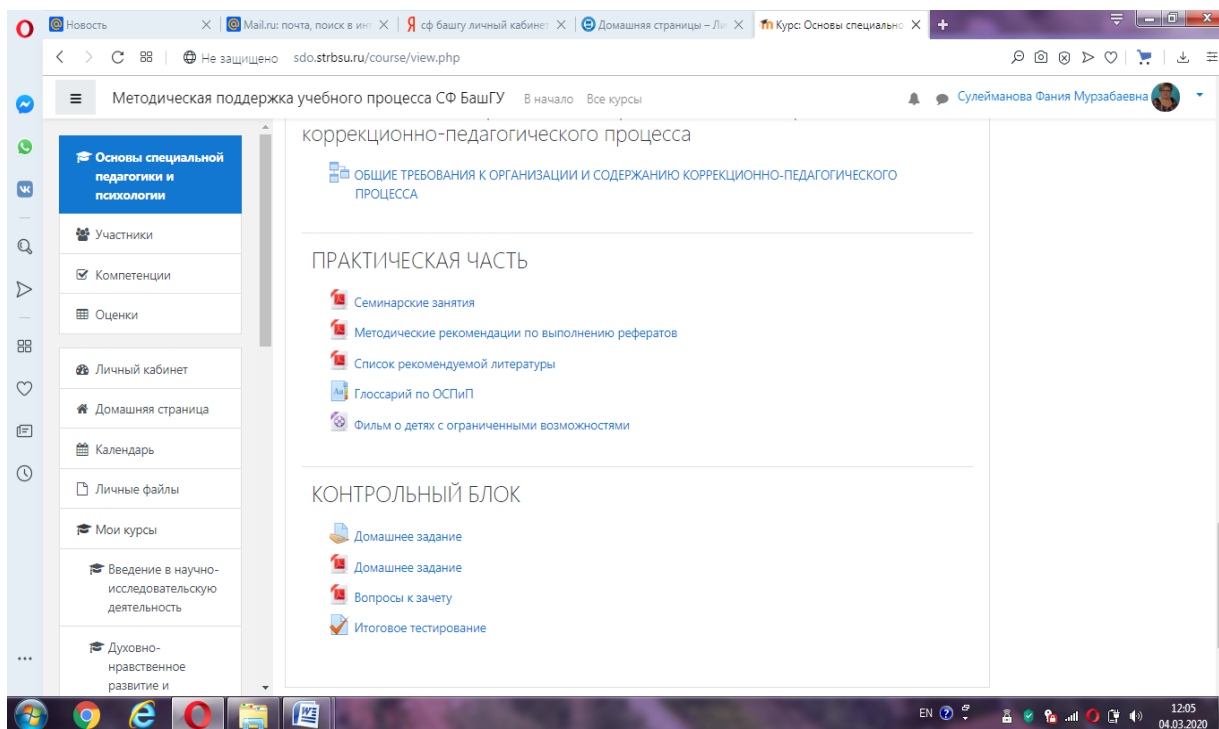 Новость
Mail.ru: почта, поиск в инт
сф башгу личный кабинет
Домашняя страницы – Ли
Курс: Основы специально
Не защищено sdo.strbsu.ru/course/view.php
Методическая поддержка учебного процесса СФ БашГУ В начало Все курсы
Сулейманова Фания Мурзабаевна
Основы специальной
педагогики и
психологии
Участники
Компетенции
Оценки
Личный кабинет
Домашняя страница
Календарь
Личные файлы
Мои курсы
Введение в научно-
исследовательскую
деятельность
Духовно-
нравственное
развитие и
коррекционно-педагогического процесса
ОБЩИЕ ТРЕБОВАНИЯ К ОРГАНИЗАЦИИ И СОДЕРЖАНИЮ КОРРЕКЦИОННО-ПЕДАГОГИЧЕСКОГО
ПРОЦЕССА
ПРАКТИЧЕСКАЯ ЧАСТЬ
Семинарские занятия
Методические рекомендации по выполнению рефератов
Список рекомендуемой литературы
Глоссарий по ОСПиП
Фильм о детях с ограниченными возможностями
КОНТРОЛЬНЫЙ БЛОК
Домашнее задание
Домашнее задание
Вопросы к зачету
Итоговое тестирование
EN
12:05
04.03.2020